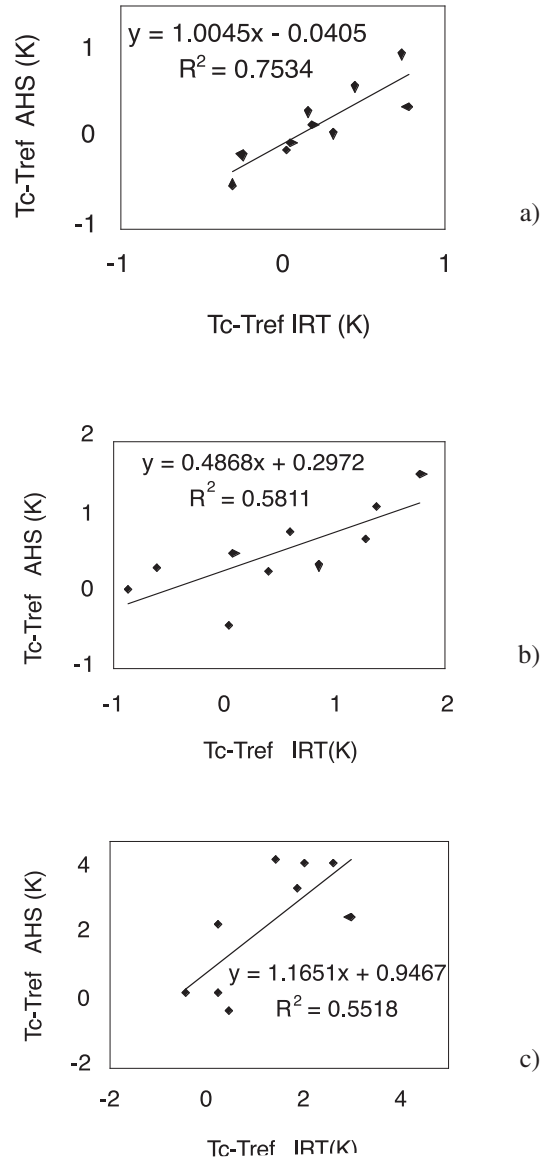 y = 1.0045x - 0.0405
R² = 0.7534
1
0
-1
Tc-Tref AHS (K)
-1 0 1
Tc-Tref IRT (K)
a)
y = 0.4868x + 0.2972
R² = 0.5811
2
1
0
-1
Tc-Tref AHS (K)
-1 0 1 2
Tc-Tref IRT(K)
b)
4
2
0
-2
Tc-Tref AHS (K)
y = 1.1651x + 0.9467
R² = 0.5518
-2 0 2 4
Tc-Tref IRT(K)
c)